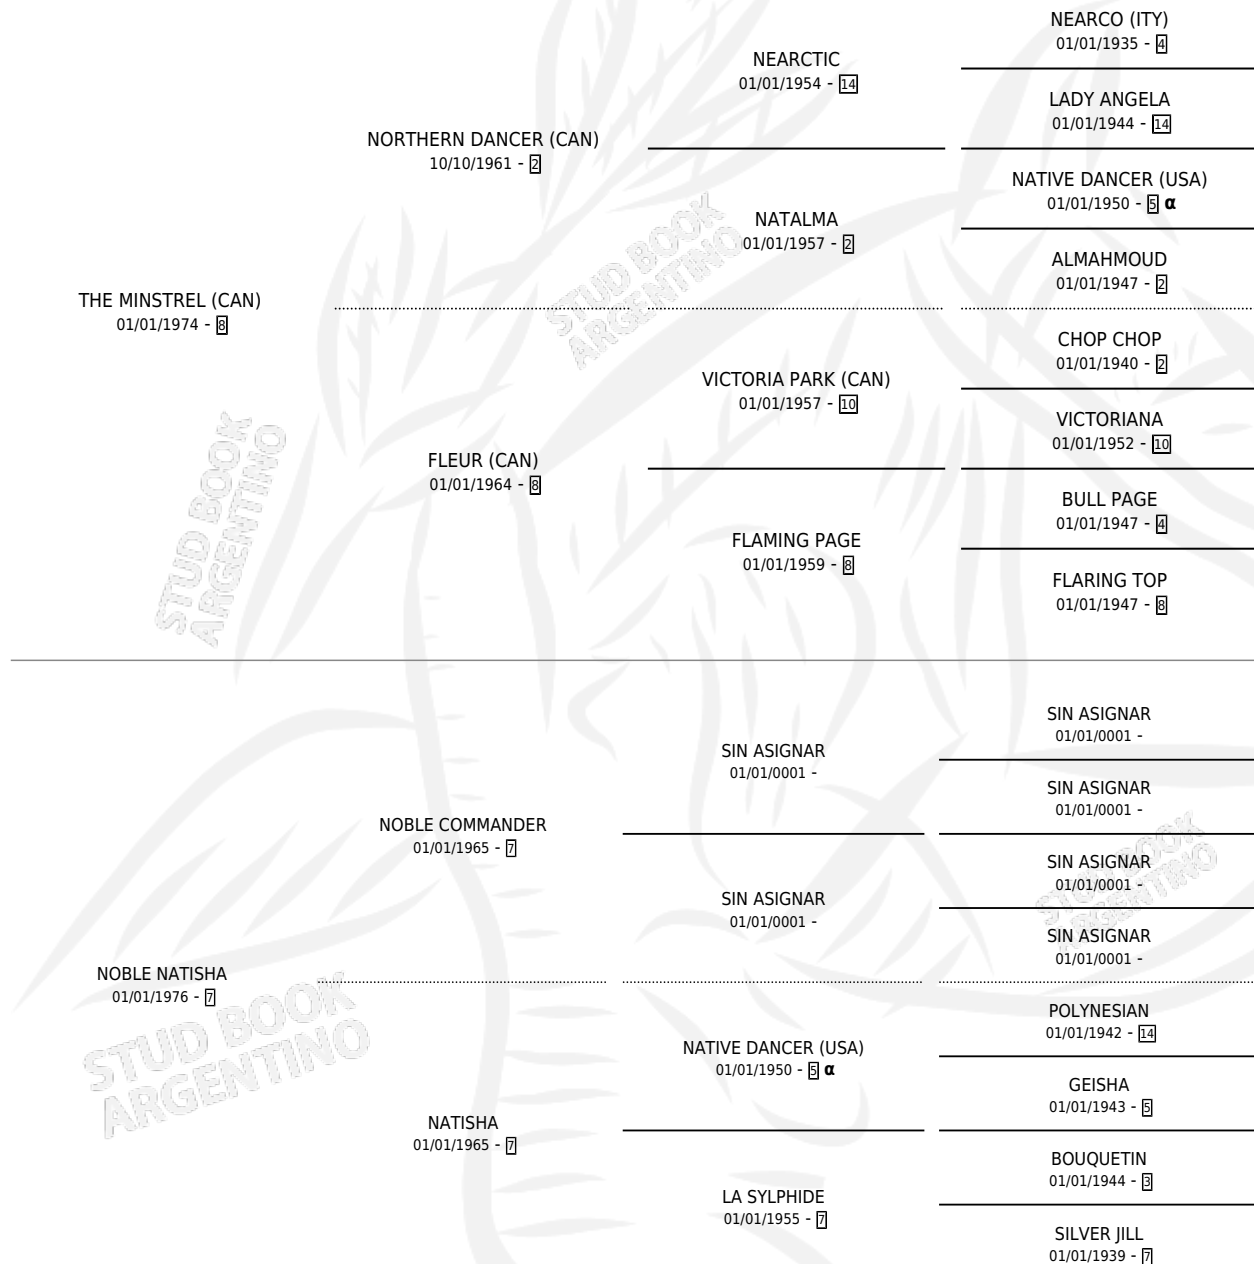 NEARCO (ITY)
01/01/1935 - 4
NEARCTIC
01/01/1954 - 14
LADY ANGELA
01/01/1944 - 14
NORTHERN DANCER (CAN)
10/10/1961 - 2
NATIVE DANCER (USA)
01/01/1950 - 5 α
NATALMA
01/01/1957 - 2
ALMAHMOUD
01/01/1947 - 2
STUD BOOK
ARGENTINO
THE MINSTREL (CAN)
01/01/1974 - 8
CHOP CHOP
01/01/1940 - 2
VICTORIA PARK (CAN)
01/01/1957 - 10
VICTORIANA
01/01/1952 - 10
FLEUR (CAN)
01/01/1964 - 8
BULL PAGE
01/01/1947 - 4
FLAMING PAGE
01/01/1959 - 8
FLARING TOP
01/01/1947 - 8
STUD BOOK
ARGENTINO
SIN ASIGNAR
01/01/0001 -
SIN ASIGNAR
01/01/0001 -
SIN ASIGNAR
01/01/0001 -
NOBLE COMMANDER
01/01/1965 - 7
SIN ASIGNAR
01/01/0001 -
SIN ASIGNAR
01/01/0001 -
SIN ASIGNAR
01/01/0001 -
STUD BOOK
ARGENTINO
NOBLE NATISHA
01/01/1976 - 7
POLYNESIAN
01/01/1942 - 14
NATIVE DANCER (USA)
01/01/1950 - 5 α
GEISHA
01/01/1943 - 5
STUD BOOK
ARGENTINO
NATISHA
01/01/1965 - 7
BOUQUETIN
01/01/1944 - 3
LA SYLPHIDE
01/01/1955 - 7
SILVER JILL
01/01/1939 - 7